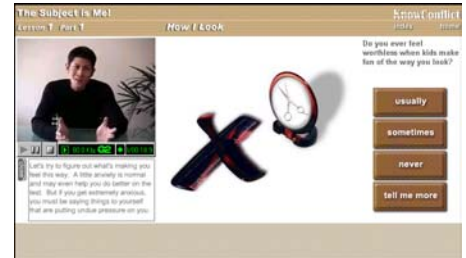 The Subject is Me!
KnowConflict
Lesson 1 Part 1
How I Look
index
home
Do you ever feel
worthless when kids make
fun of the way you look?
usually
sometimes
never
tell me more
G2
Let's try to figure out what's making you
feel this way. A little anxiety is normal
and may even help you do better on the
test. But if you get extremely anxious,
you must be saying things to yourself
that are putting undue pressure on you.